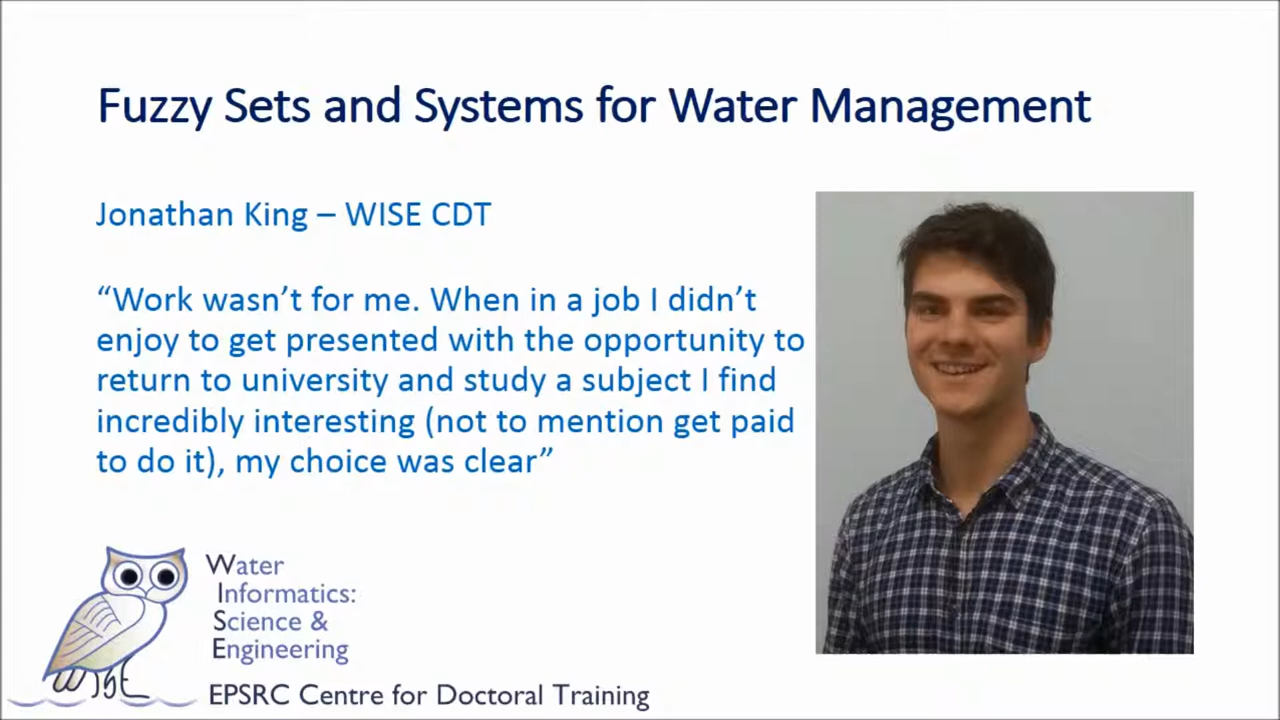 Fuzzy Sets and Systems for Water Management
Jonathan King – WISE CDT
“Work wasn’t for me. When in a job I didn’t
enjoy to get presented with the opportunity to
return to university and study a subject I find
incredibly interesting (not to mention get paid
to do it), my choice was clear”
Water
Informatics:
Science &
Engineering
EPSRC Centre for Doctoral Training